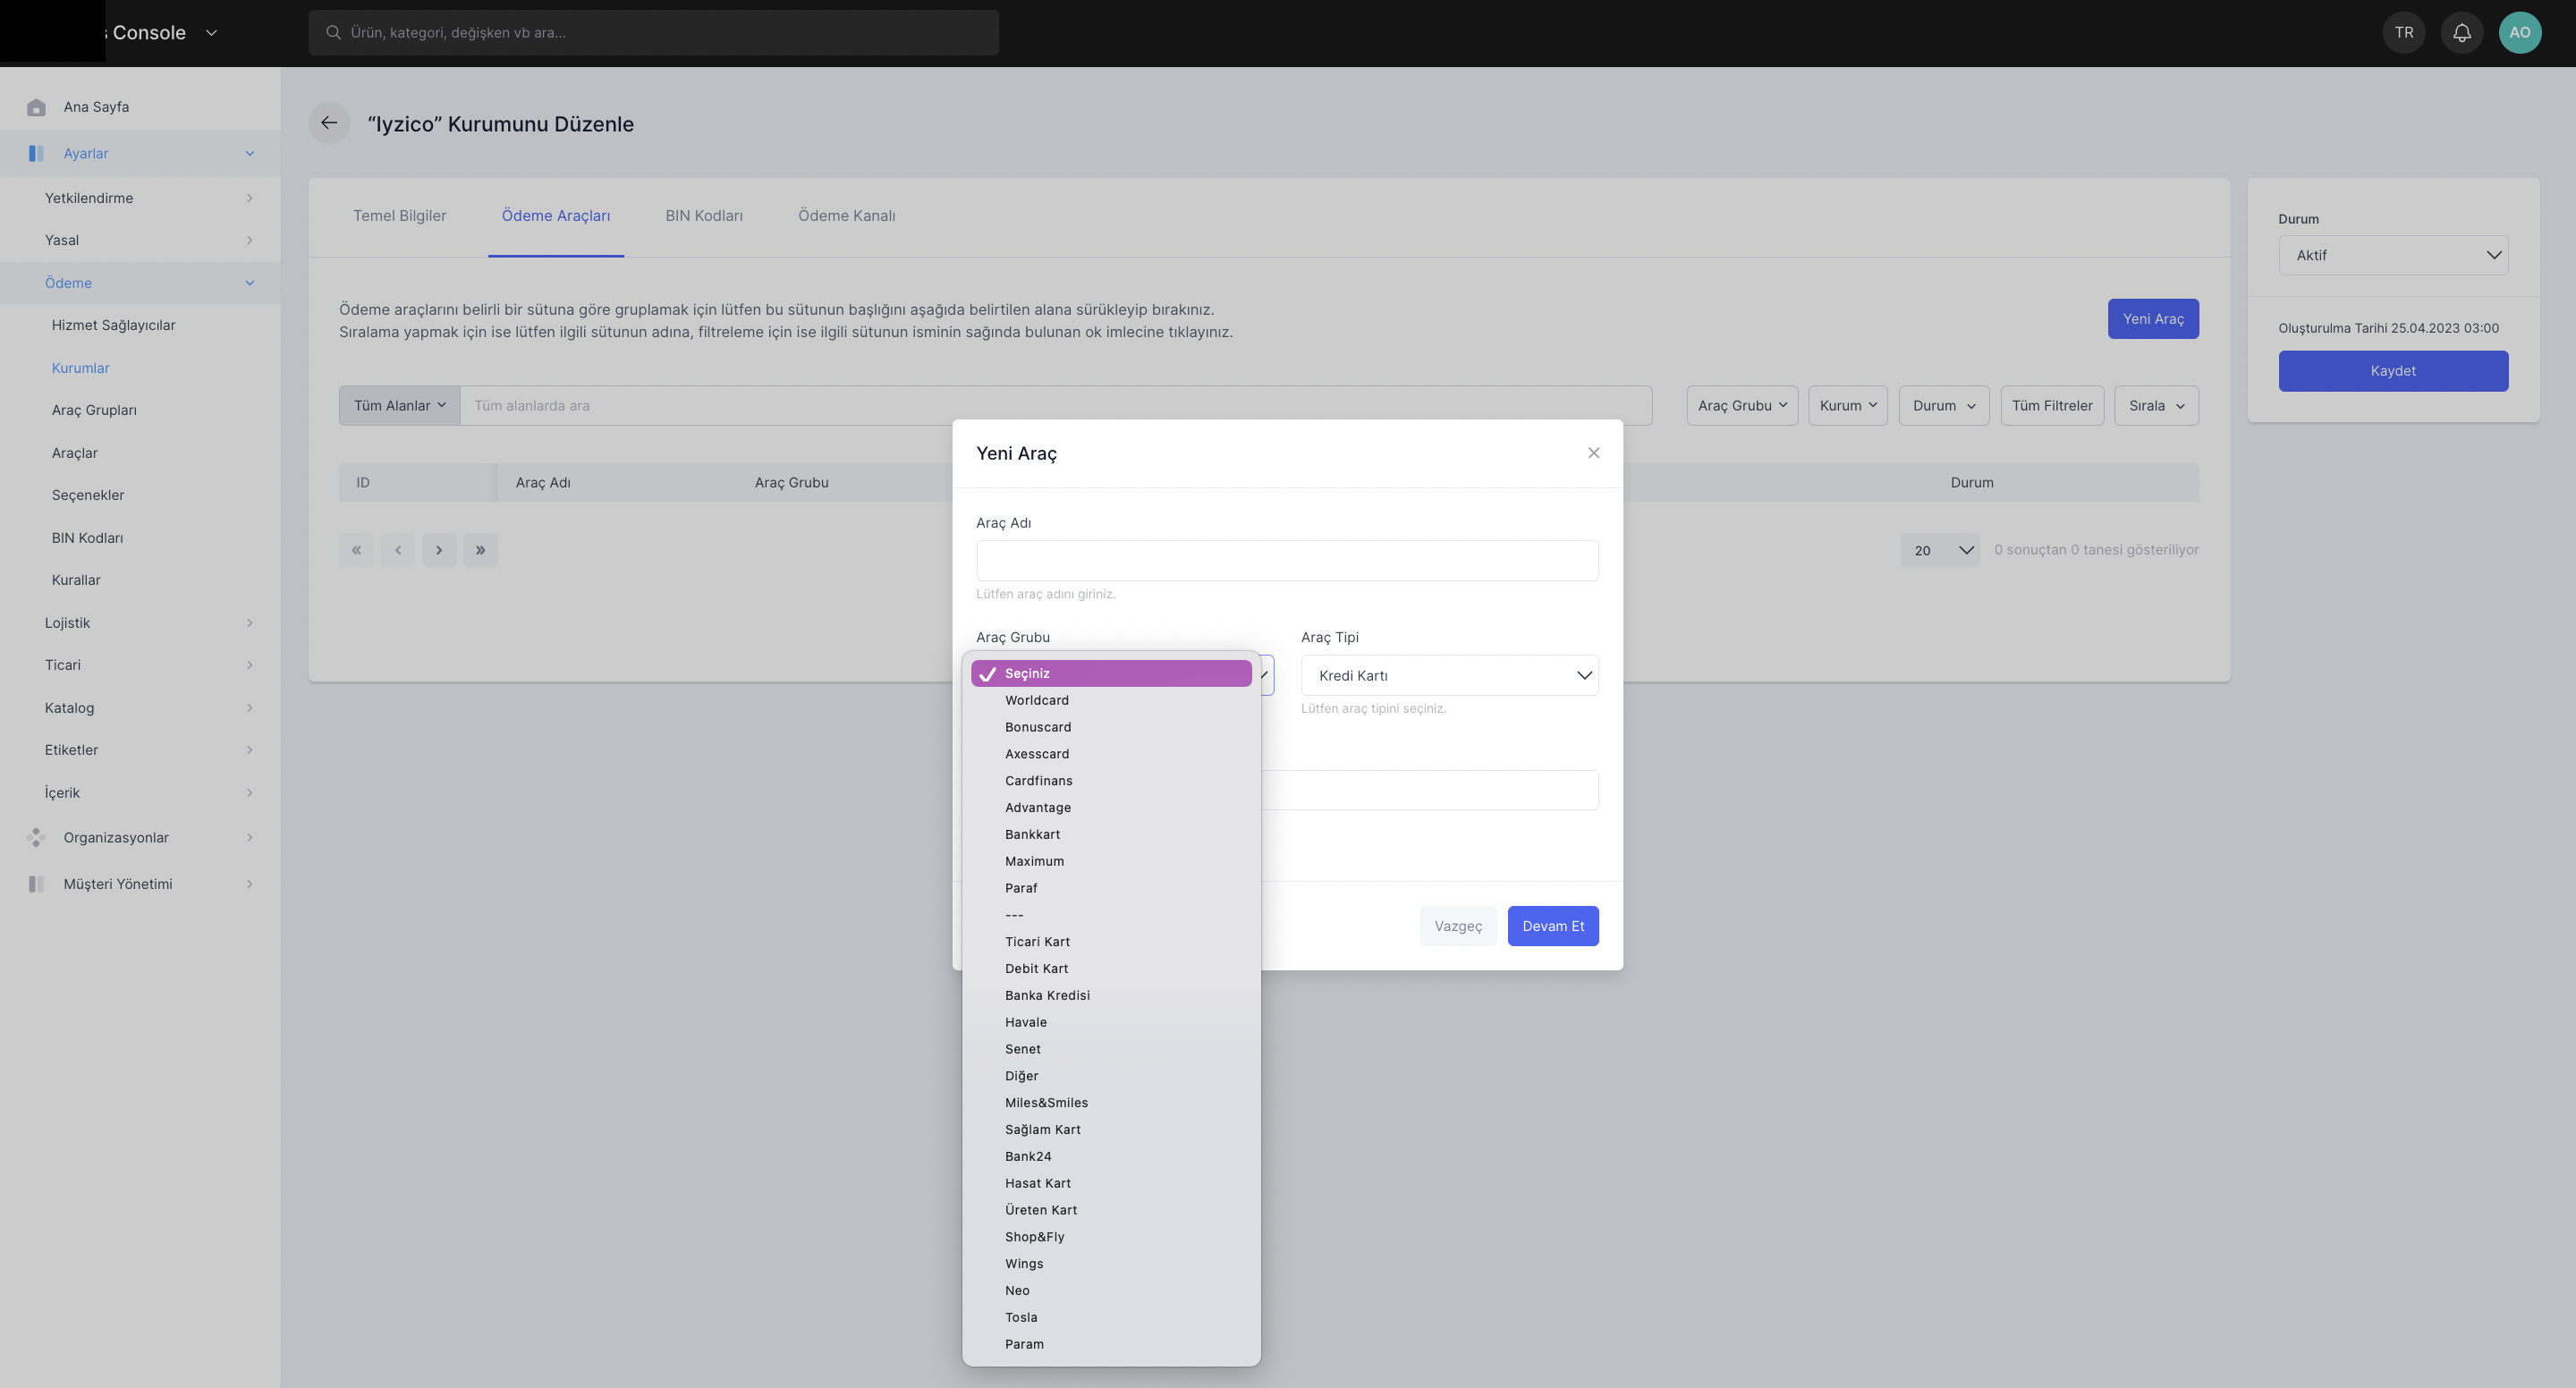 Console
Ürün, kategori, değişken vb ara...
TR
AO
Ana Sayfa
Ayarlar
Yetkilendirme
Yasal
Ödeme
Hizmet Sağlayıcılar
Kurumlar
Araç Grupları
Araçlar
Seçenekler
BIN Kodları
Kurallar
Lojistik
Ticari
Katalog
Etiketler
İçerik
Organizasyonlar
Müşteri Yönetimi
“Iyzico” Kurumunu Düzenle
Temel Bilgiler
Ödeme Araçları
BIN Kodları
Ödeme Kanalı
Ödeme araçlarını belirli bir sütuna göre gruplamak için lütfen bu sütunun başlığını aşağıda belirtilen alana sürükleyip bırakınız.
Sıralama yapmak için ise lütfen ilgili sütunun adına, filtreleme için ise ilgili sütunun isminin sağında bulunan ok imlecine tıklayınız.
Yeni Araç
Tüm Alanlar
Tüm alanlarda ara
Araç Grubu
Kurum
Durum
Tüm Filtreler
Sırala
ID
Araç Adı
Araç Grubu
Durum
«
‹
›
»
20
0 sonuçtan 0 tanesi gösteriliyor
Durum
Aktif
Oluşturulma Tarihi 25.04.2023 03:00
Kaydet
Yeni Araç
Araç Adı
Lütfen araç adını giriniz.
Araç Grubu
Seçiniz
Worldcard
Bonuscard
Axesscard
Cardfinans
Advantage
Bankkart
Maximum
Paraf
---
Ticari Kart
Debit Kart
Banka Kredisi
Havale
Senet
Diğer
Miles&Smiles
Sağlam Kart
Bank24
Hasat Kart
Üreten Kart
Shop&Fly
Wings
Neo
Tosla
Param
Araç Tipi
Kredi Kartı
Lütfen araç tipini seçiniz.
Vazgeç
Devam Et